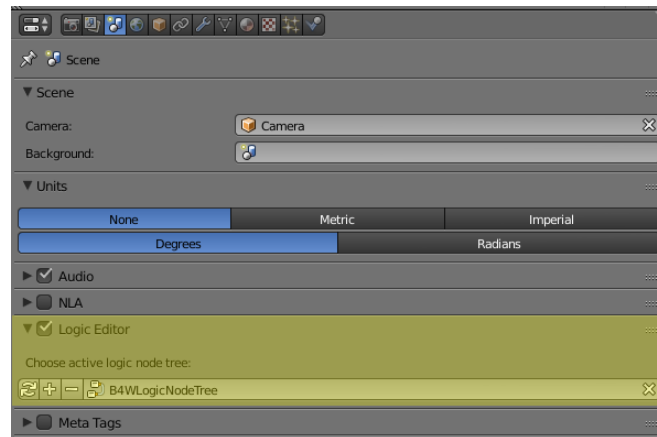 Scene
Scene
Camera: Camera
Background:
Units
None Metric Imperial
Degrees Radians
Audio
NLA
Logic Editor
Choose active logic node tree:
B4WLogicNodeTree
Meta Tags